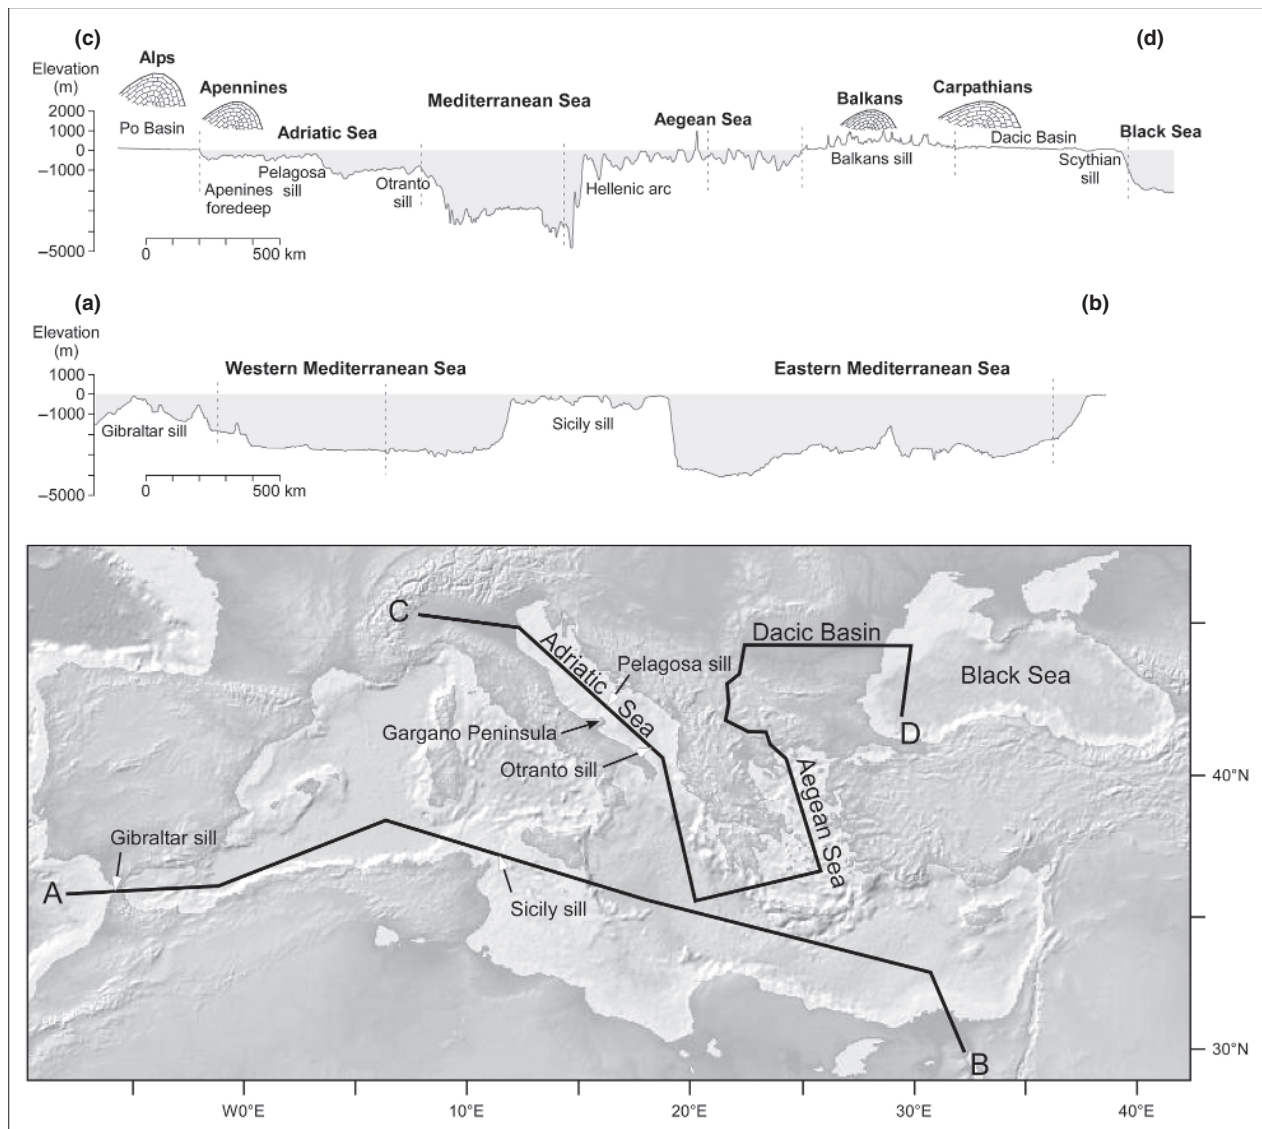 (c)
(d)
Alps
Elevation
(m)
Apennines
Mediterranean Sea
Carpathians
Balkans
2000
1000
0
–1000
–5000
Po Basin
Adriatic Sea
Aegean Sea
Dacic Basin
Black Sea
Pelagosa
sill
Apenines
foredeep
Otranto
sill
Hellenic arc
Balkans sill
Scythian
sill
0
500 km
(a)
(b)
Elevation
(m)
Western Mediterranean Sea
Eastern Mediterranean Sea
1000
0
–1000
–5000
Gibraltar sill
Sicily sill
0
500 km
C
Adriatic Sea
Pelagosa sill
Dacic Basin
Black Sea
D
Gargano Peninsula
Otranto sill
Aegean Sea
Gibraltar sill
A
Sicily sill
B
40°N
30°N
W0°E
10°E
20°E
30°E
40°E